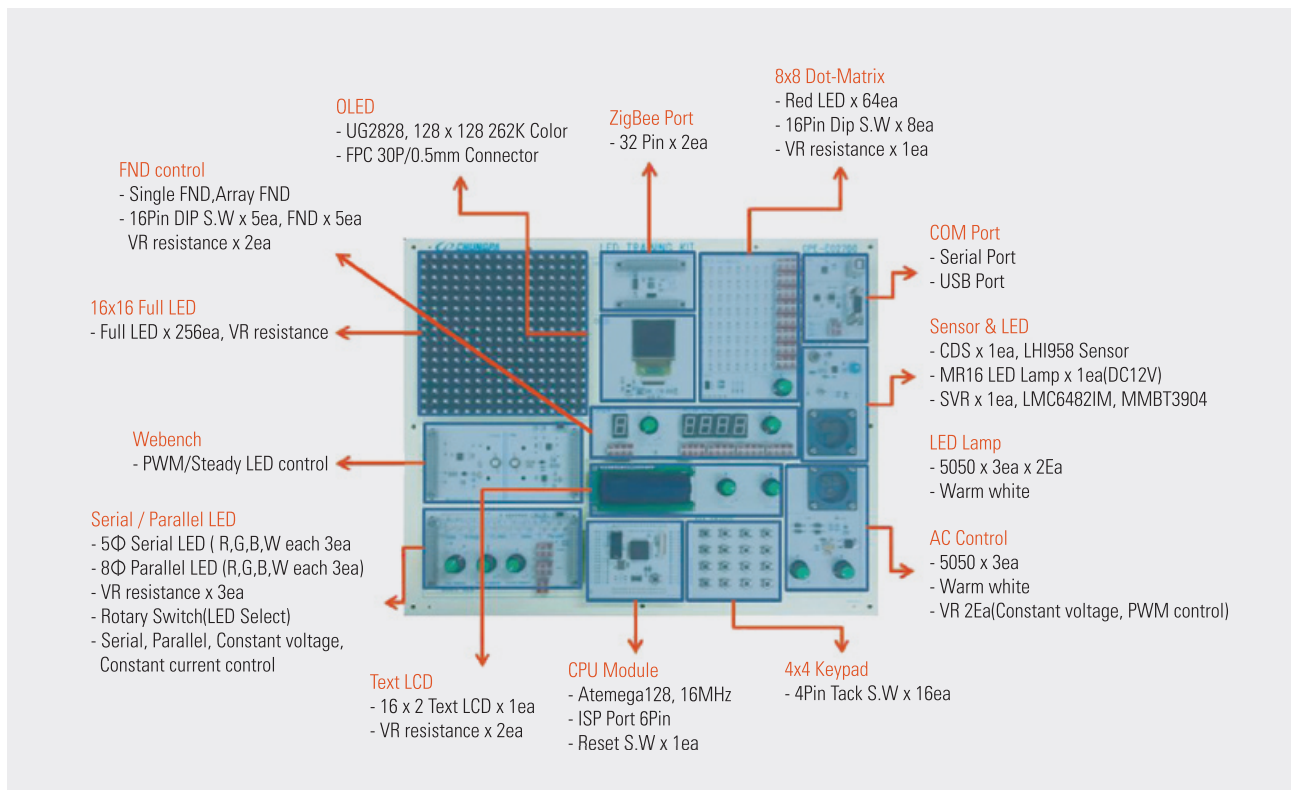 8x8 Dot-Matrix
- Red LED x 64ea
- 16Pin Dip S.W x 8ea
- VR resistance x 1ea
OLED
- UG2828, 128 x 128 262K Color
- FPC 30P/0.5mm Connector
ZigBee Port
- 32 Pin x 2ea
FND control
- Single FND,Array FND
- 16Pin DIP S.W x 5ea, FND x 5ea
VR resistance x 2ea
CHUNGPA
LED TRAINING KIT
COM Port
- Serial Port
- USB Port
16x16 Full LED
- Full LED x 256ea, VR resistance
Sensor & LED
- CDS x 1ea, LHI958 Sensor
- MR16 LED Lamp x 1ea(DC12V)
- SVR x 1ea, LMC6482IM, MMBT3904
Webench
- PWM/Steady LED control
LED Lamp
- 5050 x 3ea x 2Ea
- Warm white
Serial / Parallel LED
- 5Φ Serial LED ( R,G,B,W each 3ea
- 8Φ Parallel LED (R,G,B,W each 3ea)
- VR resistance x 3ea
- Rotary Switch(LED Select)
- Serial, Parallel, Constant voltage,
Constant current control
AC Control
- 5050 x 3ea
- Warm white
- VR 2Ea(Constant voltage, PWM control)
Text LCD
- 16 x 2 Text LCD x 1ea
- VR resistance x 2ea
CPU Module
- Atemega128, 16MHz
- ISP Port 6Pin
- Reset S.W x 1ea
4x4 Keypad
- 4Pin Tack S.W x 16ea